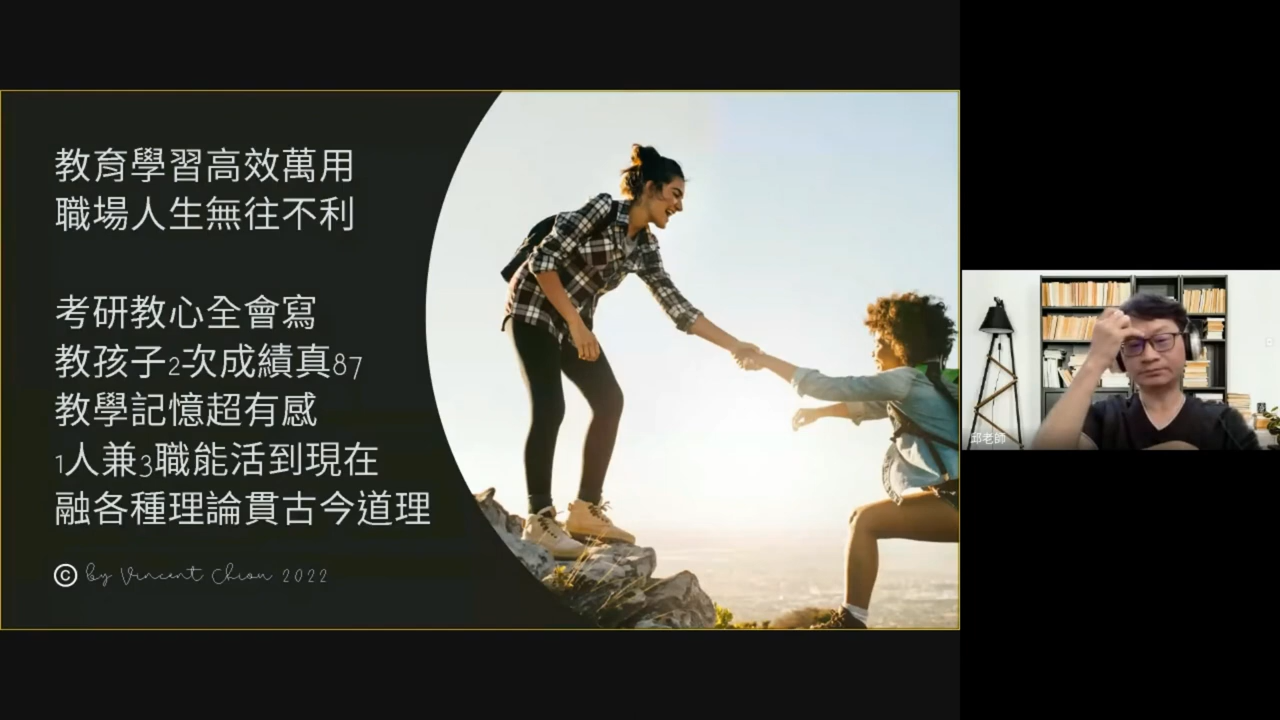 教育學習高效萬用
職場人生無往不利
考研教心全會寫
教孩子2次成績真87
教學記憶超有感
1人兼3職能活到現在
融各種理論貫古今道理
© by Vincent Chiou 2022
邱老師